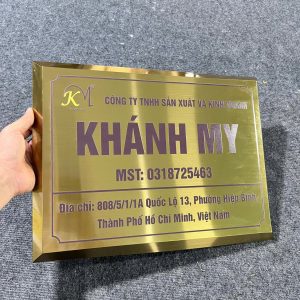 KM
CÔNG TY TNHH SẢN XUẤT VÀ KINH DOANH
KHÁNH MY
MST: 0318725463
Địa chỉ: 808/5/1/1A Quốc Lộ 13, Phường Hiệp Bình
Thành Phố Hồ Chí Minh, Việt Nam